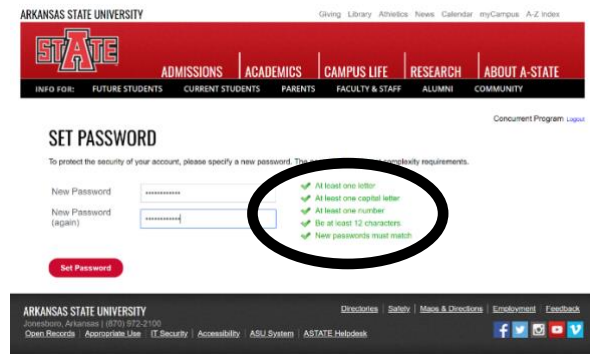 ARKANSAS STATE UNIVERSITY
Giving Library Athletics News Calendar myCampus A-Z Index
STATE
ADMISSIONS ACADEMICS CAMPUS LIFE RESEARCH ABOUT A-STATE
INFO FOR: FUTURE STUDENTS CURRENT STUDENTS PARENTS FACULTY & STAFF ALUMNI COMMUNITY
Concurrent Program Logout
SET PASSWORD
To protect the security of your account, please specify a new password. The complexity requirements.
New Password
New Password
(again)
At least one letter
At least one capital letter
At least one number
Be at least 12 characters
New passwords must match
Set Password
ARKANSAS STATE UNIVERSITY
Jonesboro, Arkansas | (870) 972-2100
Directories Safety Maps & Directions Employment Feedback
Open Records Appropriate Use IT Security Accessibility ASU System ASTATE Helpdesk